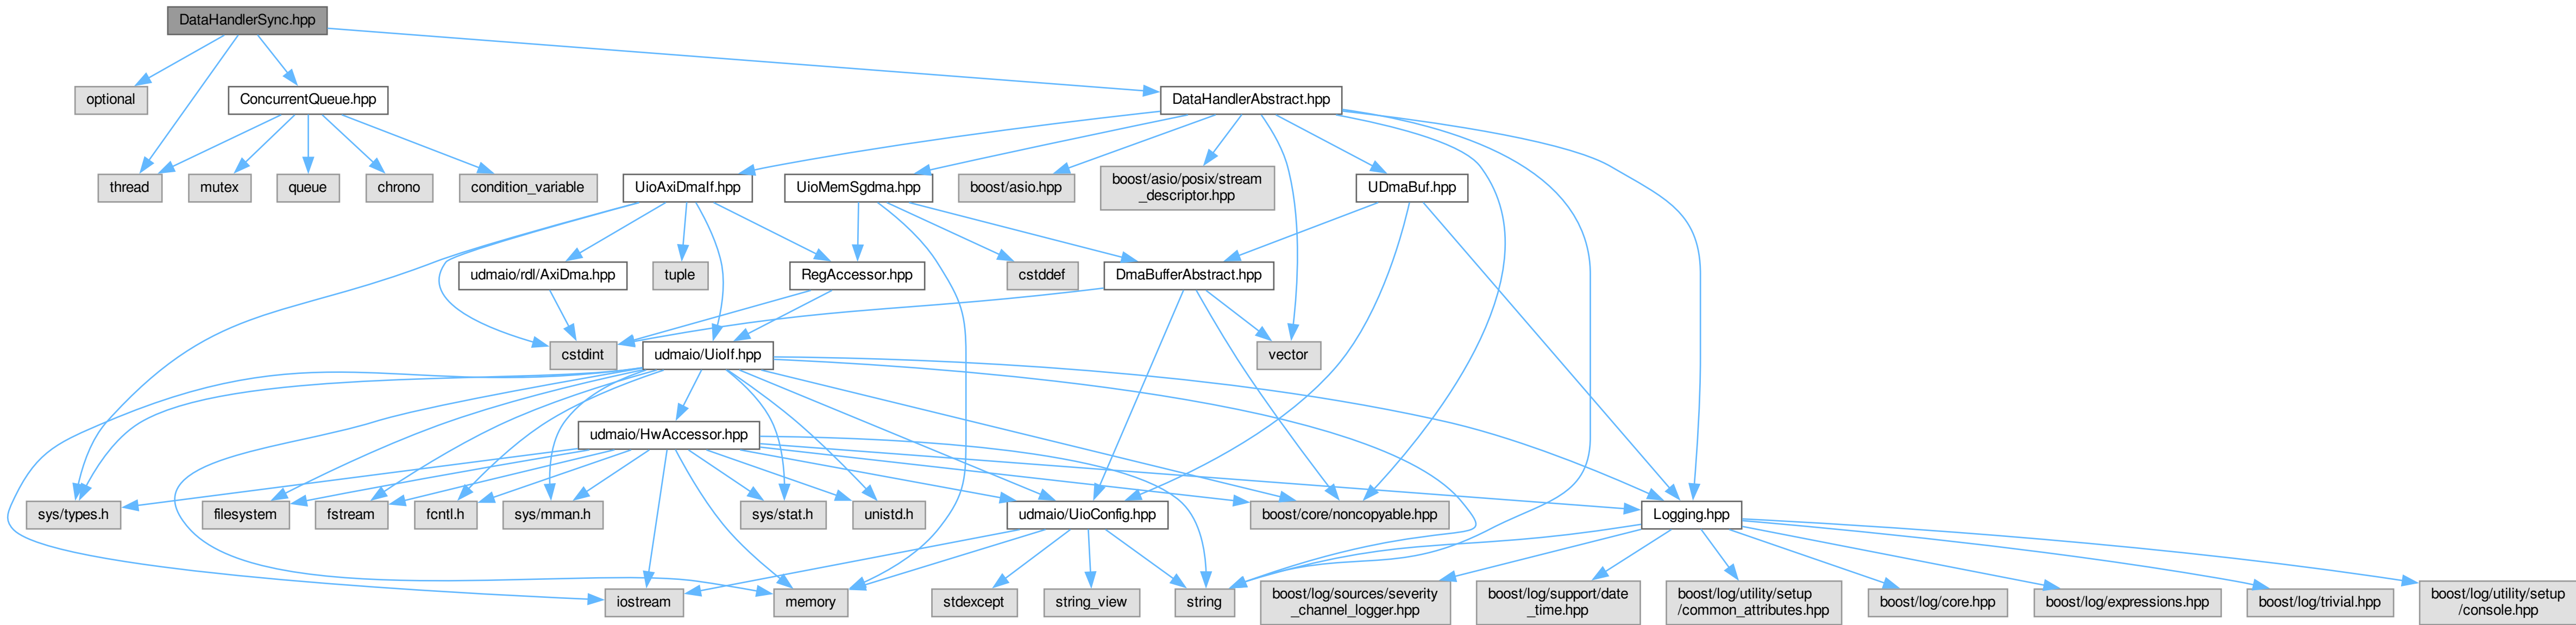 DataHandlerSync.hpp
optional
ConcurrentQueue.hpp
DataHandlerAbstract.hpp
thread
mutex
queue
chrono
condition_variable
UioAxiDmaIf.hpp
UioMemSgdma.hpp
boost/asio.hpp
boost/asio/posix/stream
_descriptor.hpp
UDmaBuf.hpp
udmaio/rdl/AxiDma.hpp
tuple
RegAccessor.hpp
cstddef
DmaBufferAbstract.hpp
cstdint
udmaio/UioIf.hpp
vector
udmaio/HwAccessor.hpp
sys/types.h
filesystem
fstream
fcntl.h
sys/mman.h
sys/stat.h
unistd.h
udmaio/UioConfig.hpp
boost/core/noncopyable.hpp
Logging.hpp
iostream
memory
stdexcept
string_view
string
boost/log/sources/severity
_channel_logger.hpp
boost/log/support/date
_time.hpp
boost/log/utility/setup
/common_attributes.hpp
boost/log/core.hpp
boost/log/expressions.hpp
boost/log/trivial.hpp
boost/log/utility/setup
/console.hpp